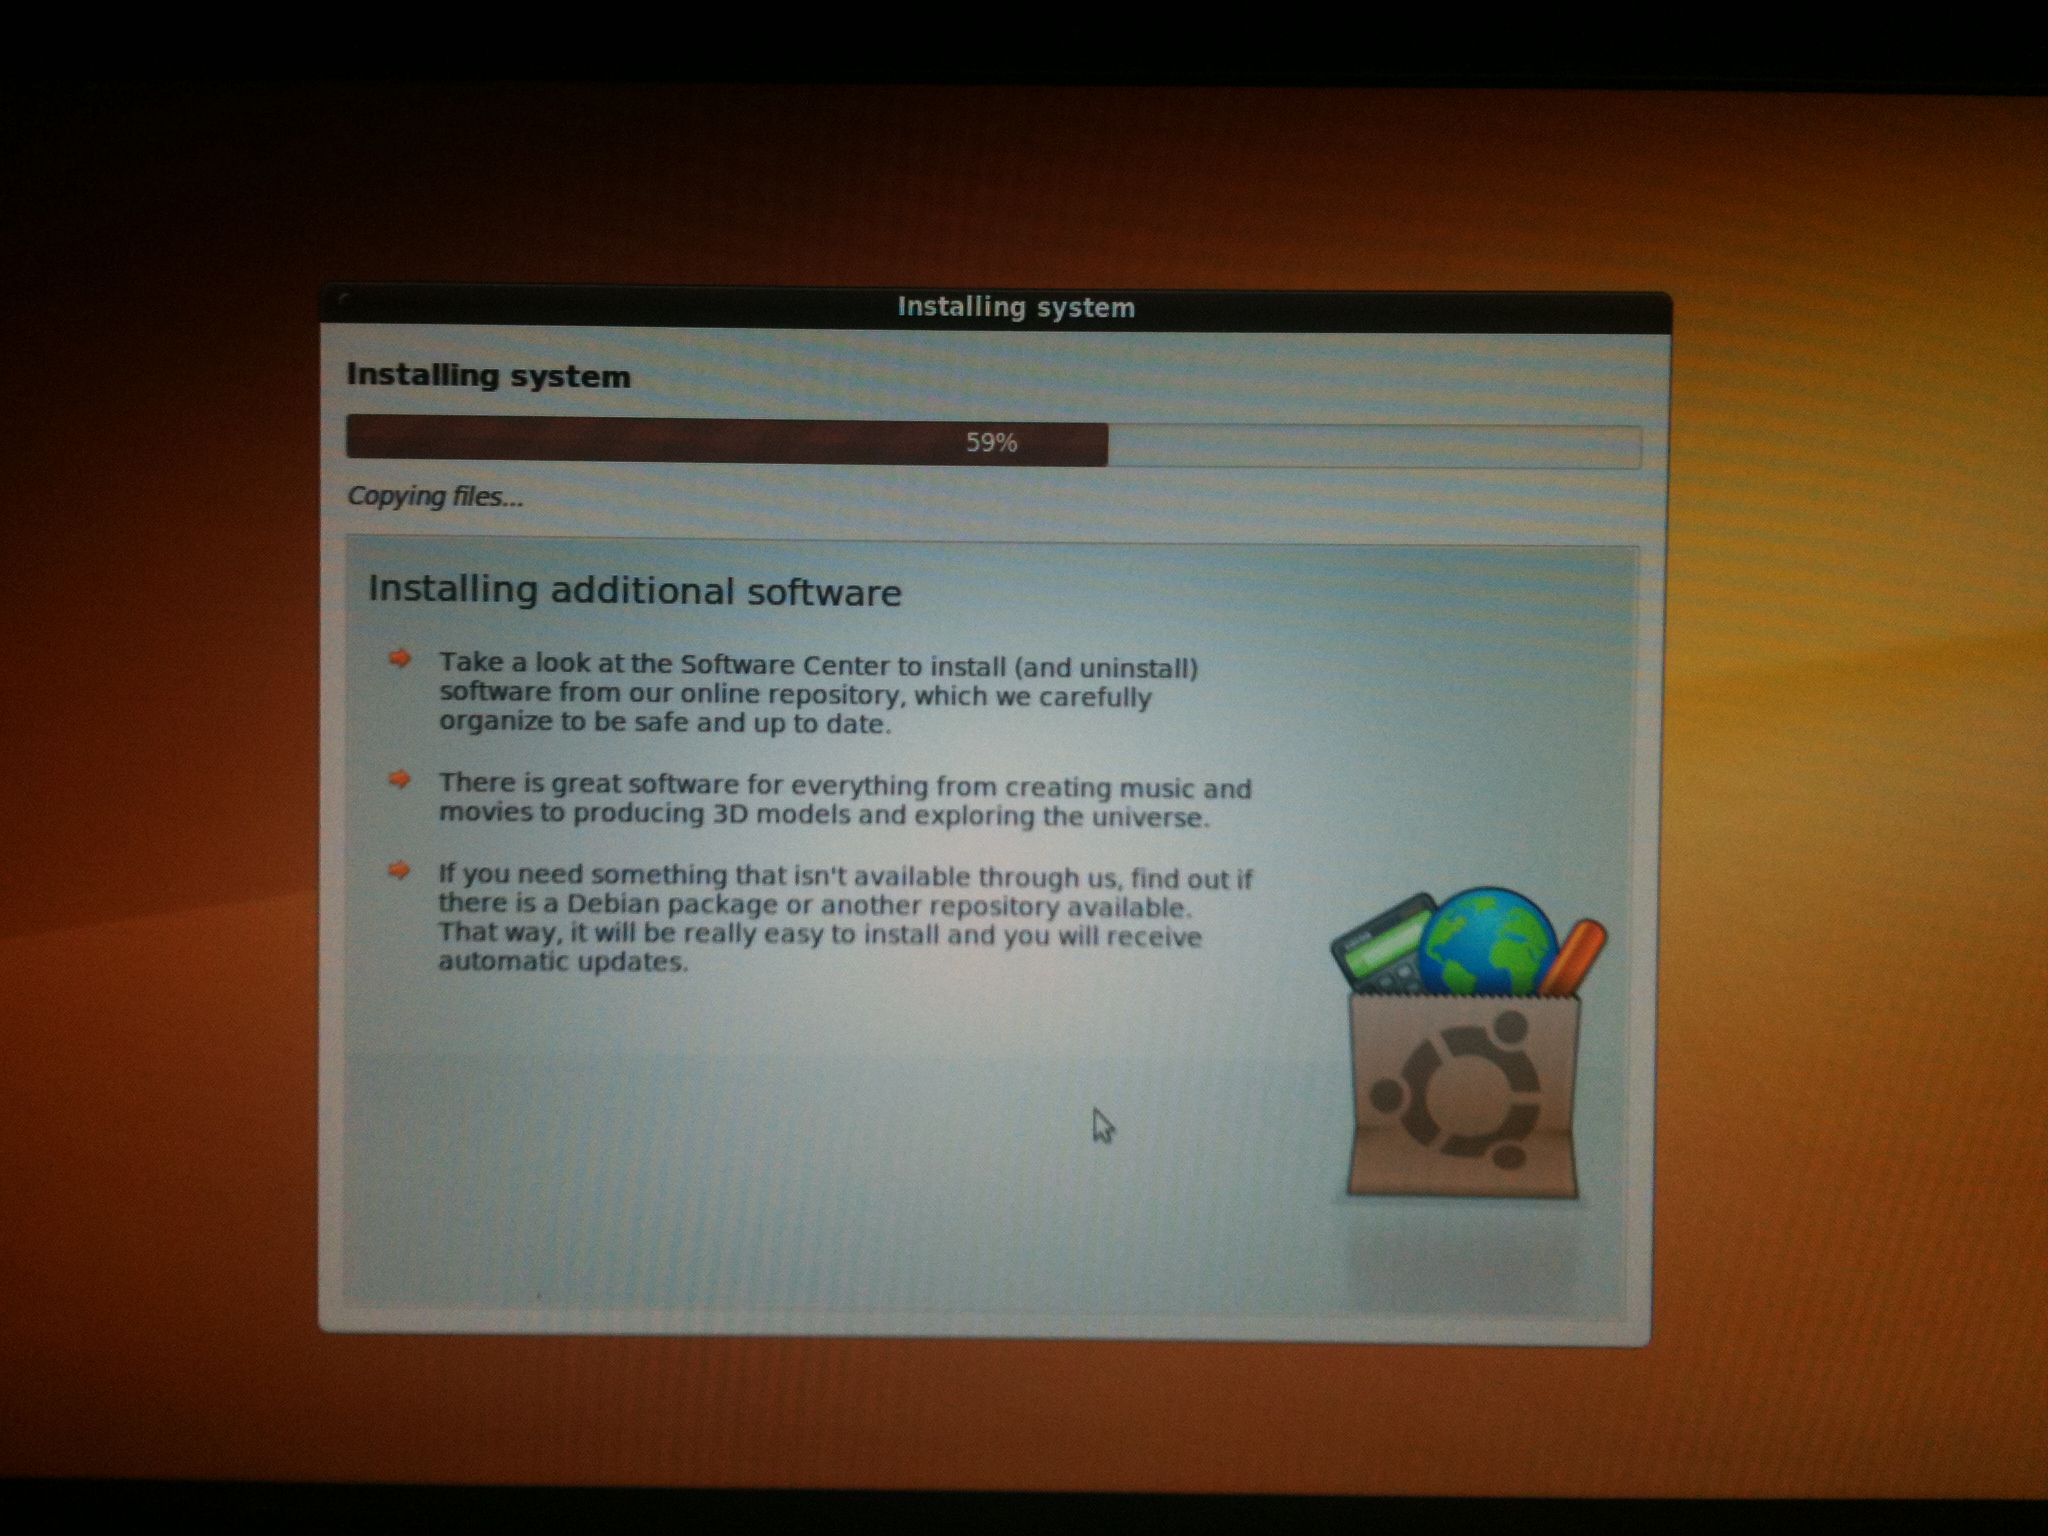 Installing system
Installing system
59%
Copying files...
Installing additional software
Take a look at the Software Center to install (and uninstall)
software from our online repository, which we carefully
organize to be safe and up to date.
There is great software for everything from creating music and
movies to producing 3D models and exploring the universe.
If you need something that isn't available through us, find out if
there is a Debian package or another repository available.
That way, it will be really easy to install and you will receive
automatic updates.